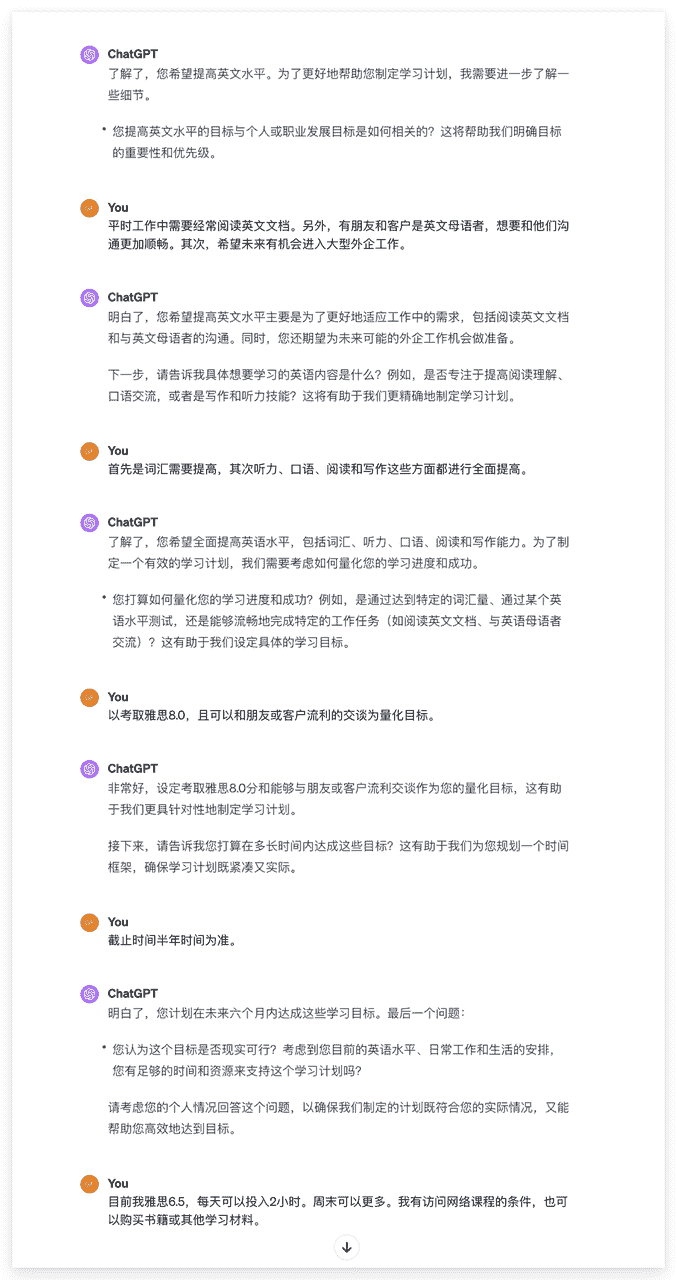 ChatGPT
了解了，您希望提高英文水平。为了更好地帮助您制定学习计划，我需要进一步了解一
些细节。
• 您提高英文水平的目标与个人或职业发展目标是如何相关的？这将帮助我们明确目标
的重要性和优先级。
You
平时工作中需要经常阅读英文文档。另外，有朋友和客户是英文母语者，想要和他们沟
通更加顺畅。其次，希望未来有机会进入大型外企工作。
ChatGPT
明白了，您希望提高英文水平主要是为了更好地适应工作中的需求，包括阅读英文文档
和与英文母语者的沟通。同时，您还期望为未来可能的外企工作机会做准备。
下一步，请告诉我具体想要学习的英语内容是什么？例如，是否专注于提高阅读理解、
口语交流，或者是写作和听力技能？这将有助于我们更精确地制定学习计划。
You
首先是词汇需要提高，其次听力、口语、阅读和写作这些方面都进行全面提高。
ChatGPT
了解了，您希望全面提高英语水平，包括词汇、听力、口语、阅读和写作能力。为了制
定一个有效的学习计划，我们需要考虑如何量化您的学习进度和成功。
• 您打算如何量化您的学习进度和成功？例如，是通过达到特定的词汇量、通过某个英
语水平测试，还是能够流畅地完成特定的工作任务（如阅读英文文档、与英语母语者
交流）？这有助于我们设定具体的学习目标。
You
以考取雅思8.0，且可以和朋友或客户流利的交谈为量化目标。
ChatGPT
非常好，设定考取雅思8.0分和能够与朋友或客户流利交谈作为您的量化目标，这有助
于我们更具针对性地制定学习计划。
接下来，请告诉我您打算在多长时间内达成这些目标？这有助于我们为您规划一个时间
框架，确保学习计划既紧凑又实际。
You
截止时间半年时间为准。
ChatGPT
明白了，您计划在未来六个月内达成这些学习目标。最后一个问题：
• 您认为这个目标是否现实可行？考虑到您目前的英语水平、日常工作和生活的安排，
您有足够的时间和资源来支持这个学习计划吗？
请考虑您的个人情况回答这个问题，以确保我们制定的计划既符合您的实际情况，又能
帮助您高效地达到目标。
You
目前我雅思6.5，每天可以投入2小时。周末可以更多。我有访问网络课程的条件，也可
以购买书籍或其他学习材料。